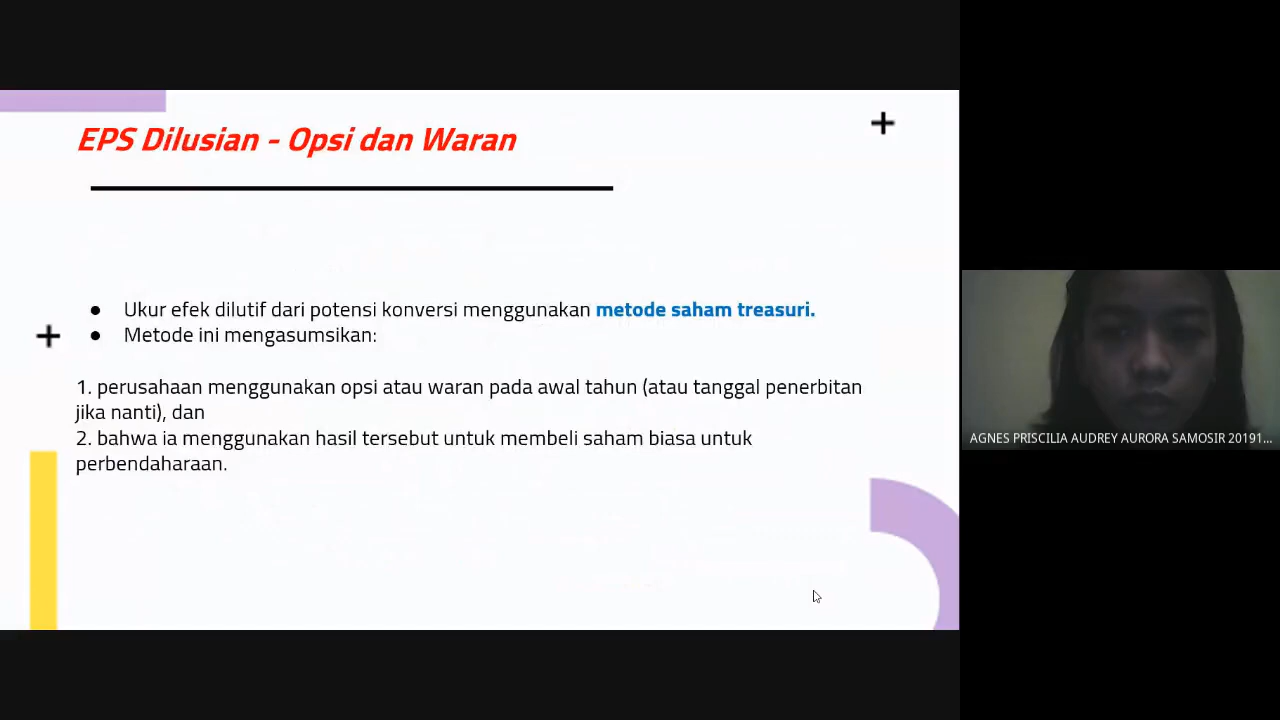 EPS Dilusian - Opsi dan Waran
● Ukur efek dilutif dari potensi konversi menggunakan metode saham treasuri.
● Metode ini mengasumsikan:
1. perusahaan menggunakan opsi atau waran pada awal tahun (atau tanggal penerbitan
jika nanti), dan
2. bahwa ia menggunakan hasil tersebut untuk membeli saham biasa untuk
perbendaharaan.
AGNES PRISCILIA AUDREY AURORA SAMOSIR 20191...